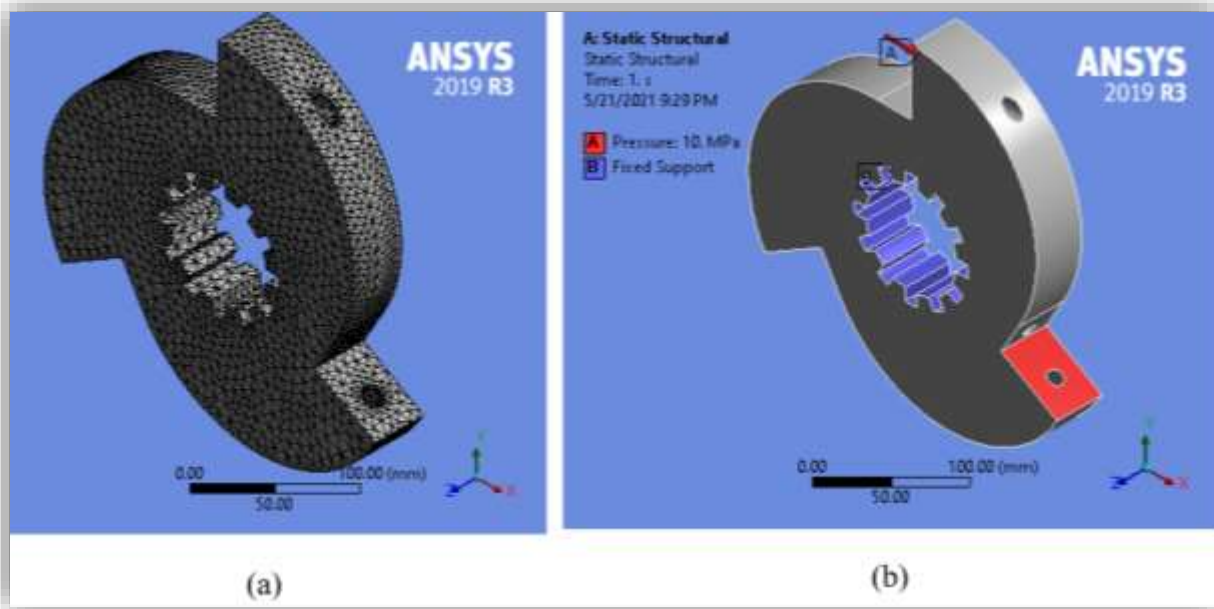 ANSYS
2019 R3
0.00
100.00 (mm)
50.00
Y
Z
X
(a)
A: Static Structural
Static Structural
Time: 1. s
5/21/2021 9:29 PM
A Pressure: 10. MPa
B Fixed Support
A
ANSYS
2019 R3
0.00
100.00 (mm)
50.00
Y
Z
X
(b)